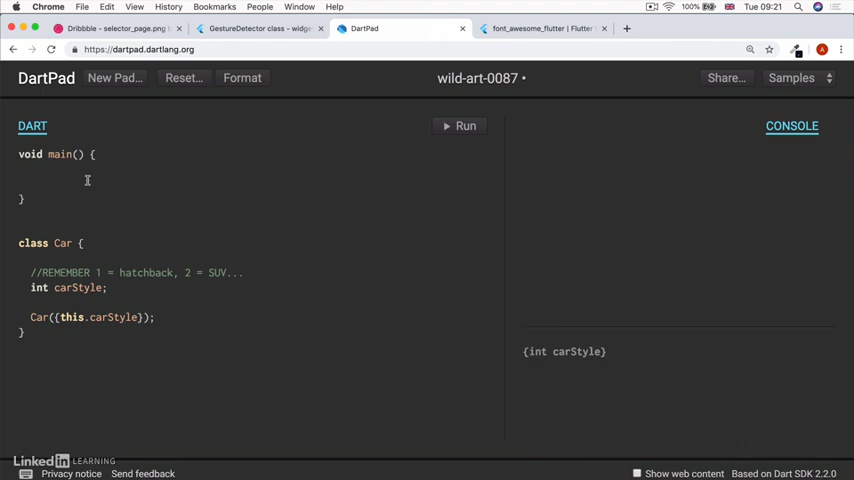 Chrome File Edit View History Bookmarks People Window Help 100% Tue 09:21
Dribbble - selector_page.png GestureDetector class - widge DartPad font_awesome_flutter | Flutter
https://dartpad.dartlang.org
DartPad New Pad... Reset... Format wild-art-0087 • Share... Samples
DART Run CONSOLE
void main() {
}
class Car {
//REMEMBER 1 = hatchback, 2 = SUV...
int carStyle;
Car({this.carStyle});
}
{int carStyle}
LinkedIn LEARNING
Privacy notice Send feedback Show web content Based on Dart SDK 2.2.0